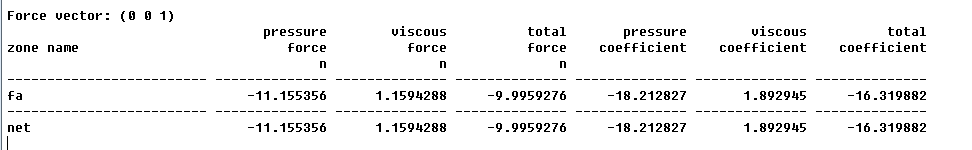 Force vector: (0 0 1)
pressure viscous total pressure viscous total
zone name force force force coefficient coefficient coefficient
n n n
------------------------- -------------- -------------- -------------- -------------- -------------- --------------
fa -11.155356 1.1594288 -9.9959276 -18.212827 1.892945 -16.319882
------------------------- -------------- -------------- -------------- -------------- -------------- --------------
net -11.155356 1.1594288 -9.9959276 -18.212827 1.892945 -16.319882